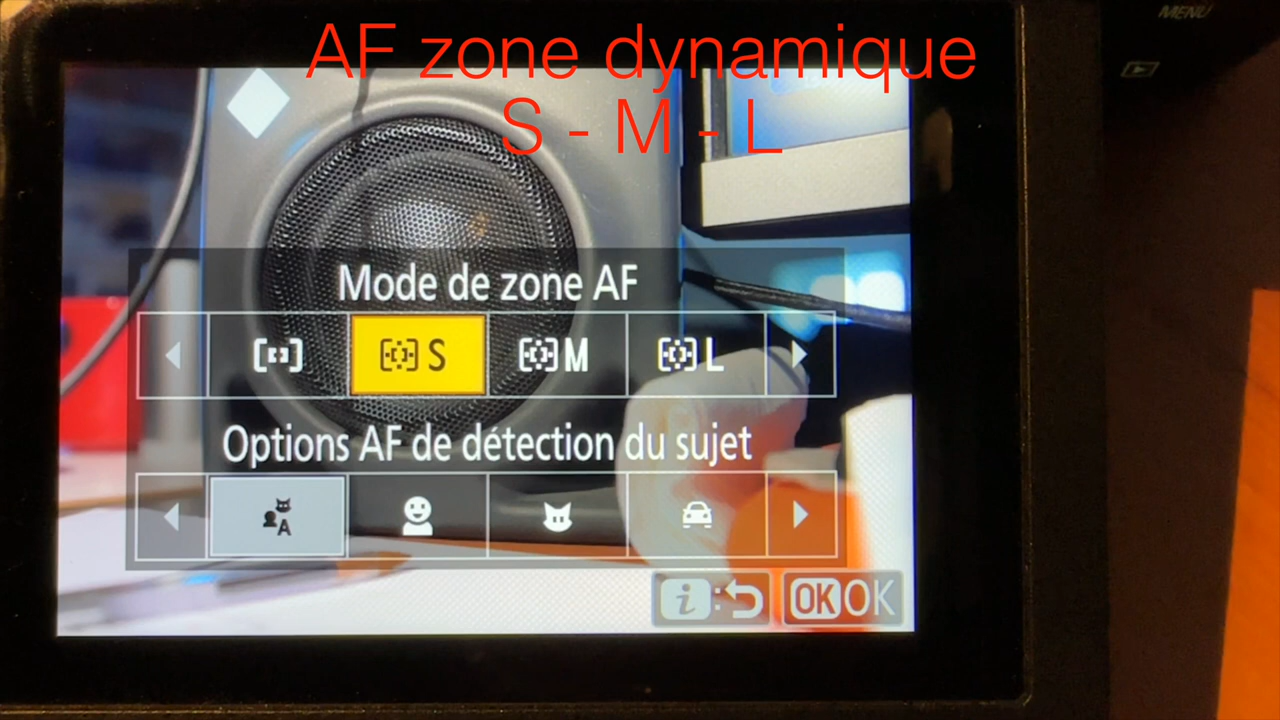 MENU
AF zone dynamique
S - M - L
Mode de zone AF
S M L
Options AF de détection du sujet
A
i : OK OK